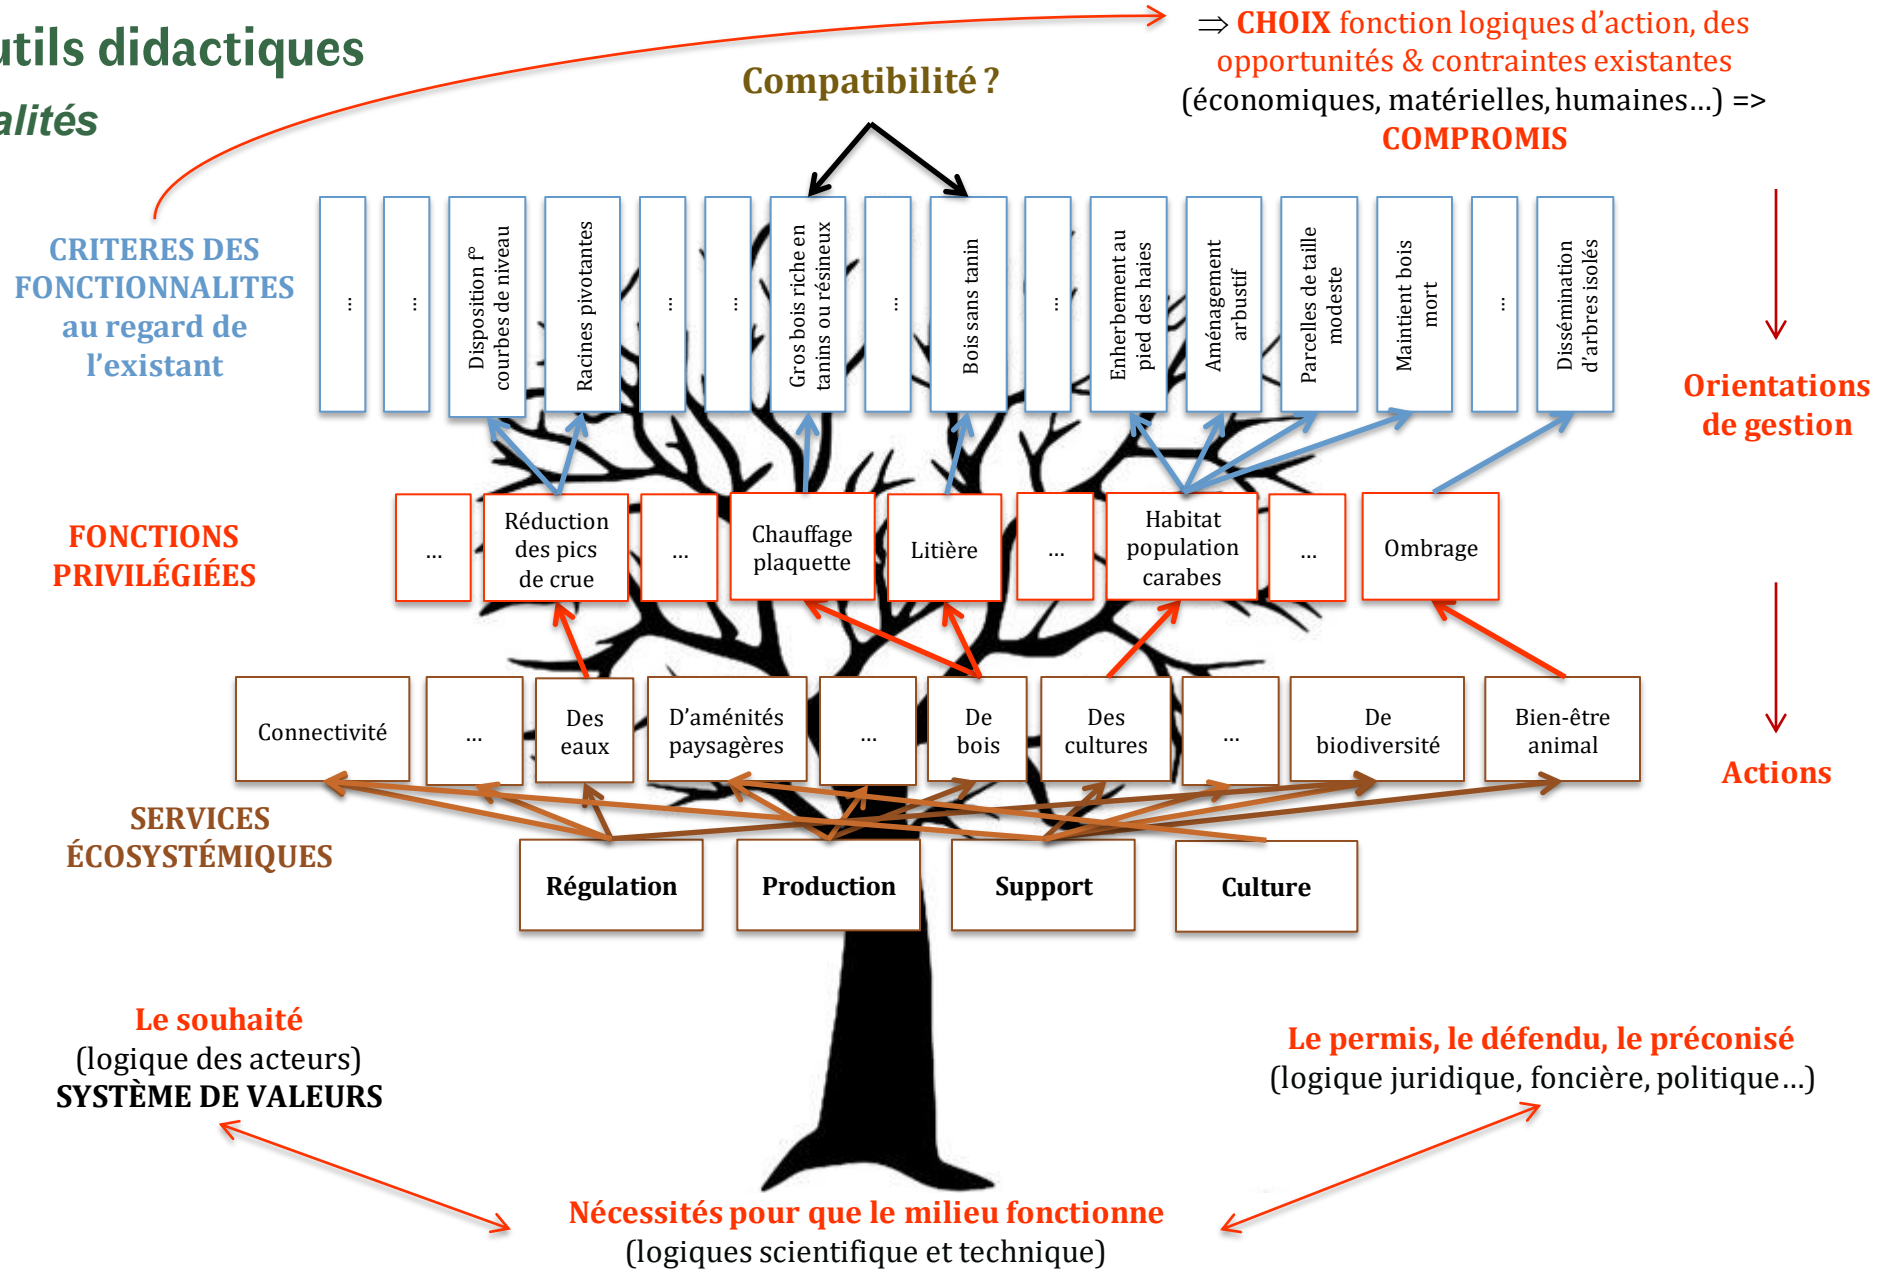 utils didactiques
alités
⇒ CHOIX fonction logiques d’action, des
opportunités & contraintes existantes
(économiques, matérielles, humaines…) =>
COMPROMIS
Compatibilité ?
CRITERES DES
FONCTIONNALITES
au regard de
l’existant
…
…
Disposition f°
courbes de niveau
Racines pivotantes
…
…
Gros bois riche en
tanins ou résineux
…
Bois sans tanin
…
Enherbement au
pied des haies
Aménagement
arbustif
Parcelles de taille
modeste
Maintient bois
mort
…
Dissémination
d’arbres isolés
Orientations
de gestion
FONCTIONS
PRIVILÉGIÉES
…
Réduction
des pics
de crue
…
Chauffage
plaquette
Litière
…
Habitat
population
carabes
…
Ombrage
Connectivité
…
Des
eaux
D’aménités
paysagères
…
De
bois
Des
cultures
…
De
biodiversité
Bien-être
animal
Actions
SERVICES
ÉCOSYSTÉMIQUES
Régulation
Production
Support
Culture
Le souhaité
(logique des acteurs)
SYSTÈME DE VALEURS
Le permis, le défendu, le préconisé
(logique juridique, foncière, politique…)
Nécessités pour que le milieu fonctionne
(logiques scientifique et technique)